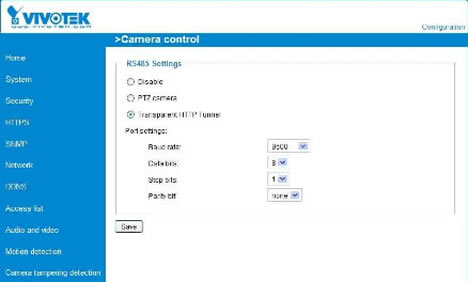 VIVOTEK
www.vivotek.com
Configuration
>Camera control
Home
System
Security
HTTPS
SNMP
Network
DDNS
Access list
Audio and video
Motion detection
Camera tampering detection
RS485 Settings
Disable
PTZ camera
Transparent HTTP Tunnel
Port settings:
Baud rate: 9600
Data bits: 8
Stop bits: 1
Parity bit: none
Save